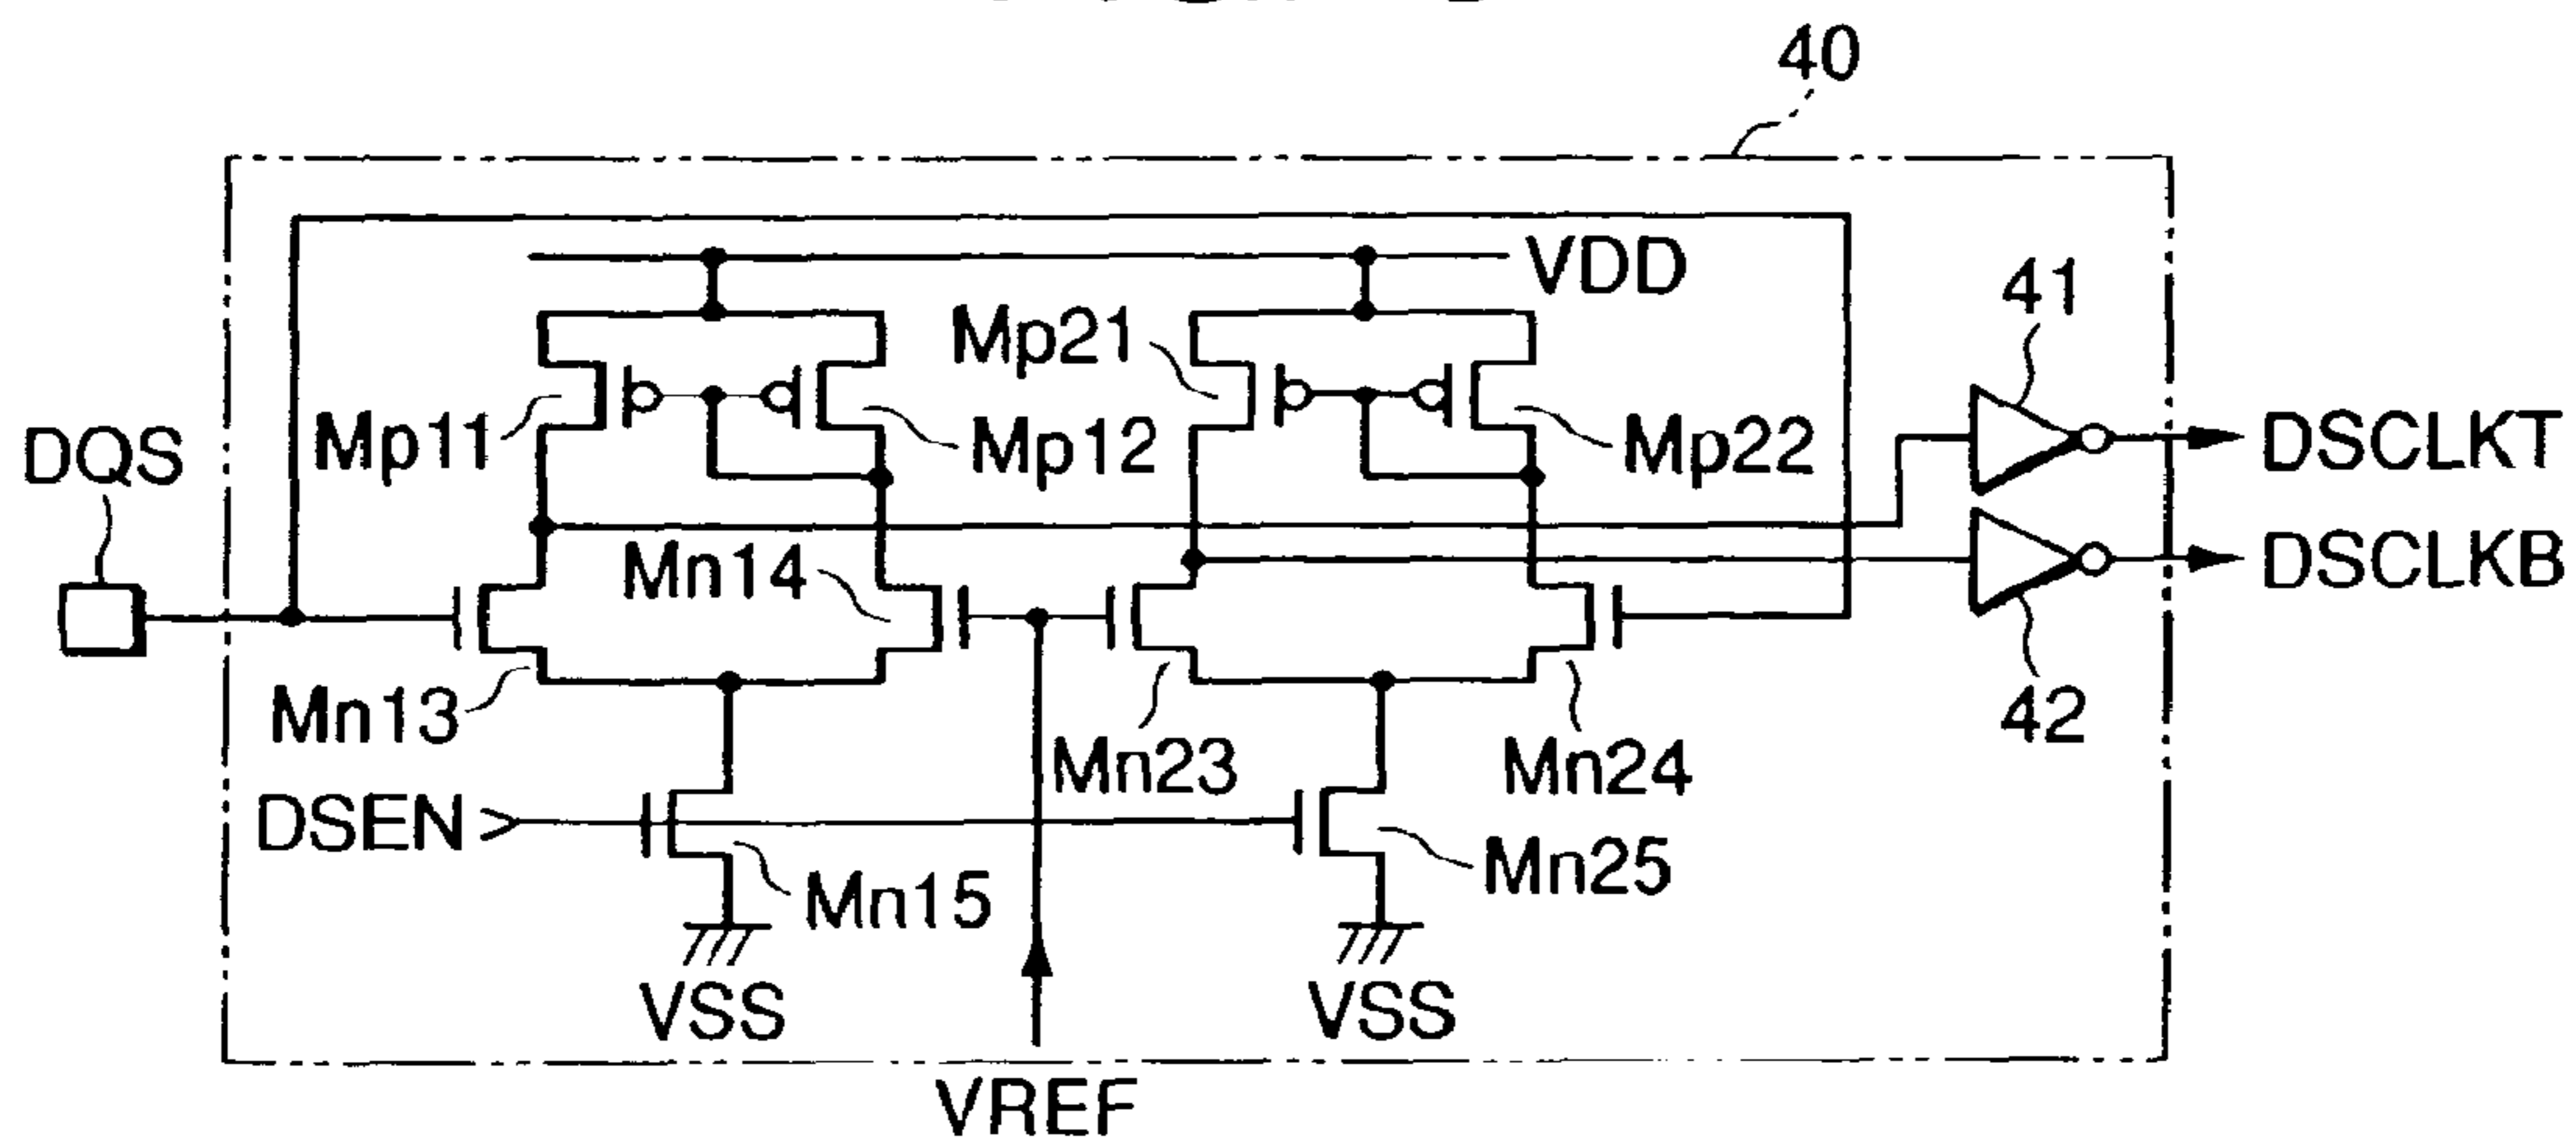 40
VDD
41
Mp21
Mp11
Mp12
Mp22
DQS
DSCLKT
Mn14
DSCLKB
Mn13
42
Mn23
Mn24
DSEN
Mn25
Mn15
VSS
VSS
VREF